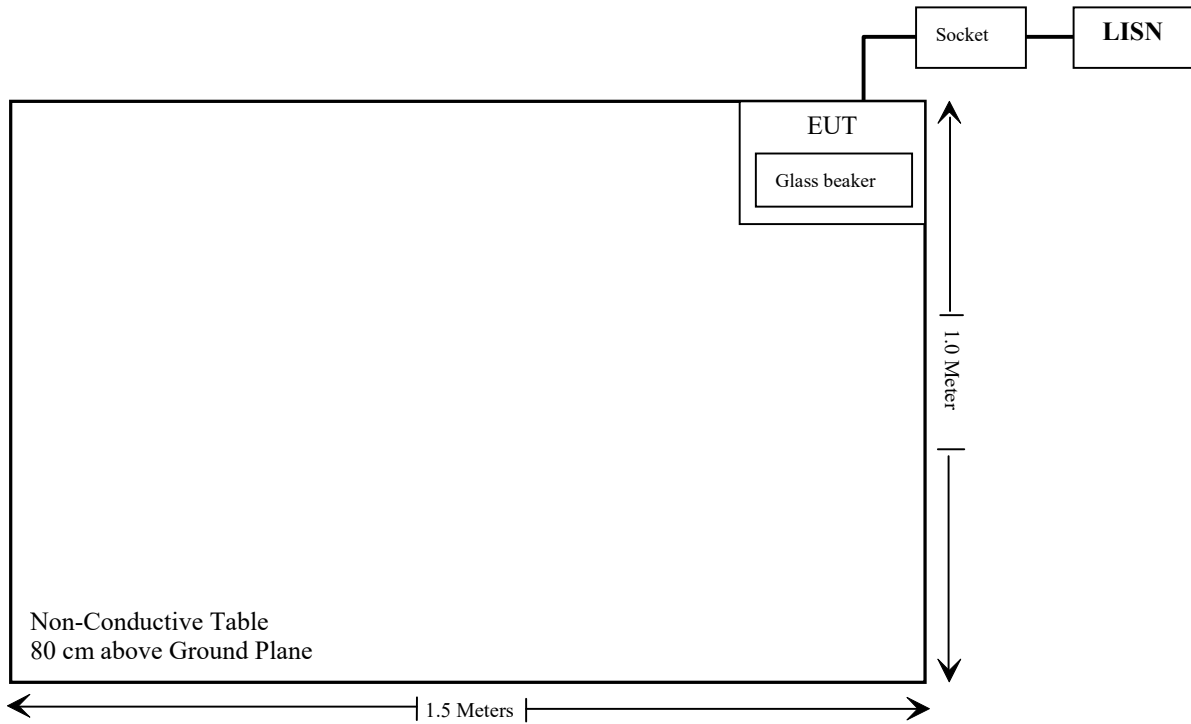 Socket
LISN
EUT
Glass beaker
1.0 Meter
Non-Conductive Table
80 cm above Ground Plane
1.5 Meters